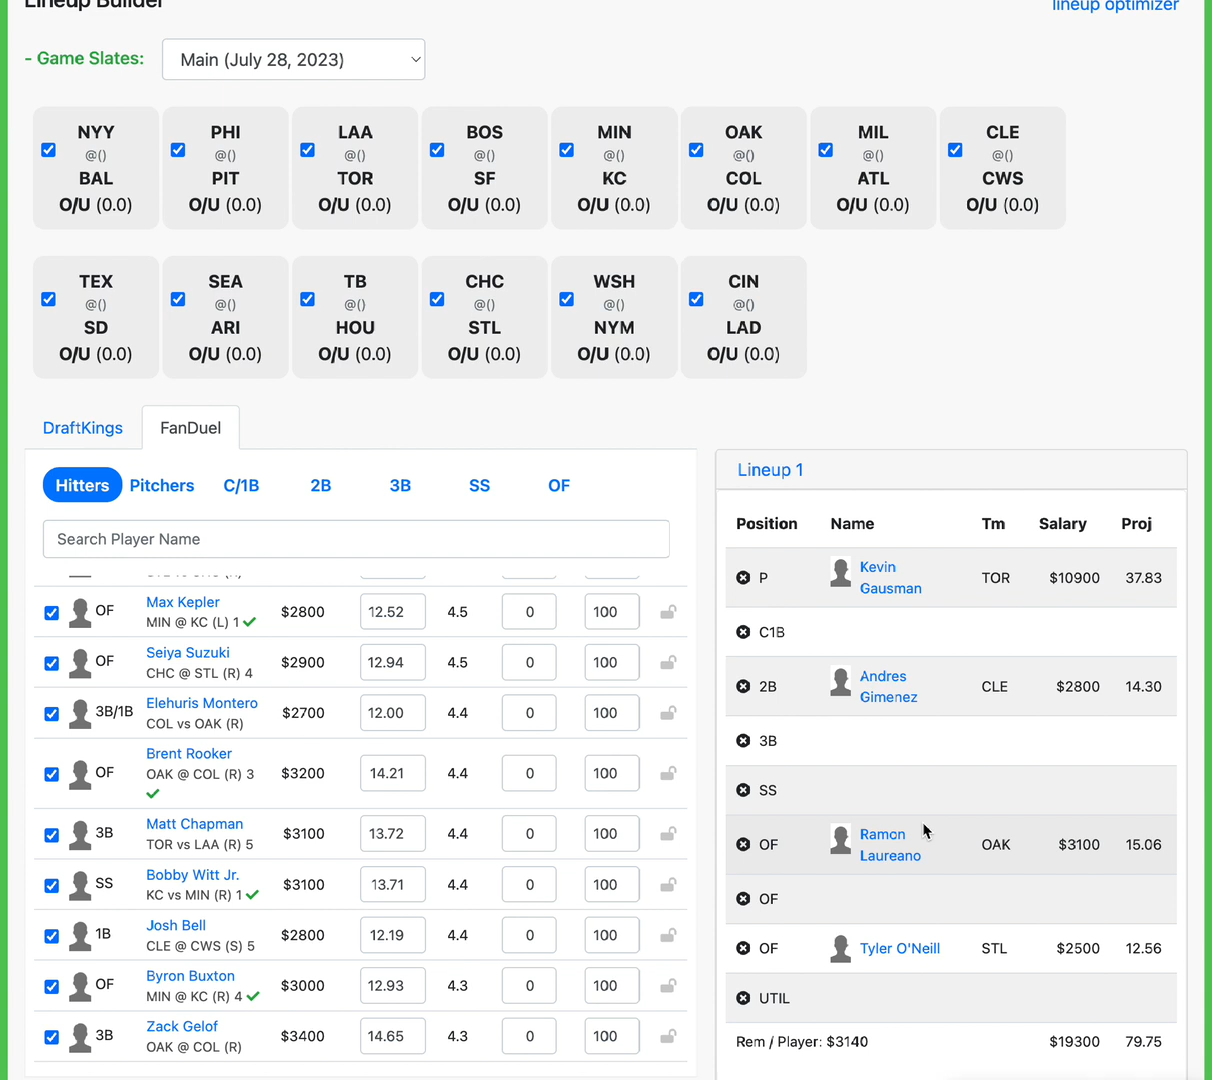 Lineup Builder
lineup optimizer
- Game Slates:
Main (July 28, 2023)
NYY
@()
BAL
O/U (0.0)
PHI
@()
PIT
O/U (0.0)
LAA
@()
TOR
O/U (0.0)
BOS
@()
SF
O/U (0.0)
MIN
@()
KC
O/U (0.0)
OAK
@()
COL
O/U (0.0)
MIL
@()
ATL
O/U (0.0)
CLE
@()
CWS
O/U (0.0)
TEX
@()
SD
O/U (0.0)
SEA
@()
ARI
O/U (0.0)
TB
@()
HOU
O/U (0.0)
CHC
@()
STL
O/U (0.0)
WSH
@()
NYM
O/U (0.0)
CIN
@()
LAD
O/U (0.0)
DraftKings FanDuel
Hitters Pitchers C/1B 2B 3B SS OF
Search Player Name
OF Max Kepler $2800 12.52 4.5 0 100
MIN @ KC (L) 1
OF Seiya Suzuki $2900 12.94 4.5 0 100
CHC @ STL (R) 4
3B/1B Elehuris Montero $2700 12.00 4.4 0 100
COL vs OAK (R)
OF Brent Rooker $3200 14.21 4.4 0 100
OAK @ COL (R) 3
3B Matt Chapman $3100 13.72 4.4 0 100
TOR vs LAA (R) 5
SS Bobby Witt Jr. $3100 13.71 4.4 0 100
KC vs MIN (R) 1
1B Josh Bell $2800 12.19 4.4 0 100
CLE @ CWS (S) 5
OF Byron Buxton $3000 12.93 4.3 0 100
MIN @ KC (R) 4
3B Zack Gelof $3400 14.65 4.3 0 100
OAK @ COL (R)
Lineup 1
Position Name Tm Salary Proj
P Kevin Gausman TOR $10900 37.83
C1B
2B Andres Gimenez CLE $2800 14.30
3B
SS
OF Ramon Laureano OAK $3100 15.06
OF
OF Tyler O'Neill STL $2500 12.56
UTIL
Rem / Player: $3140 $19300 79.75